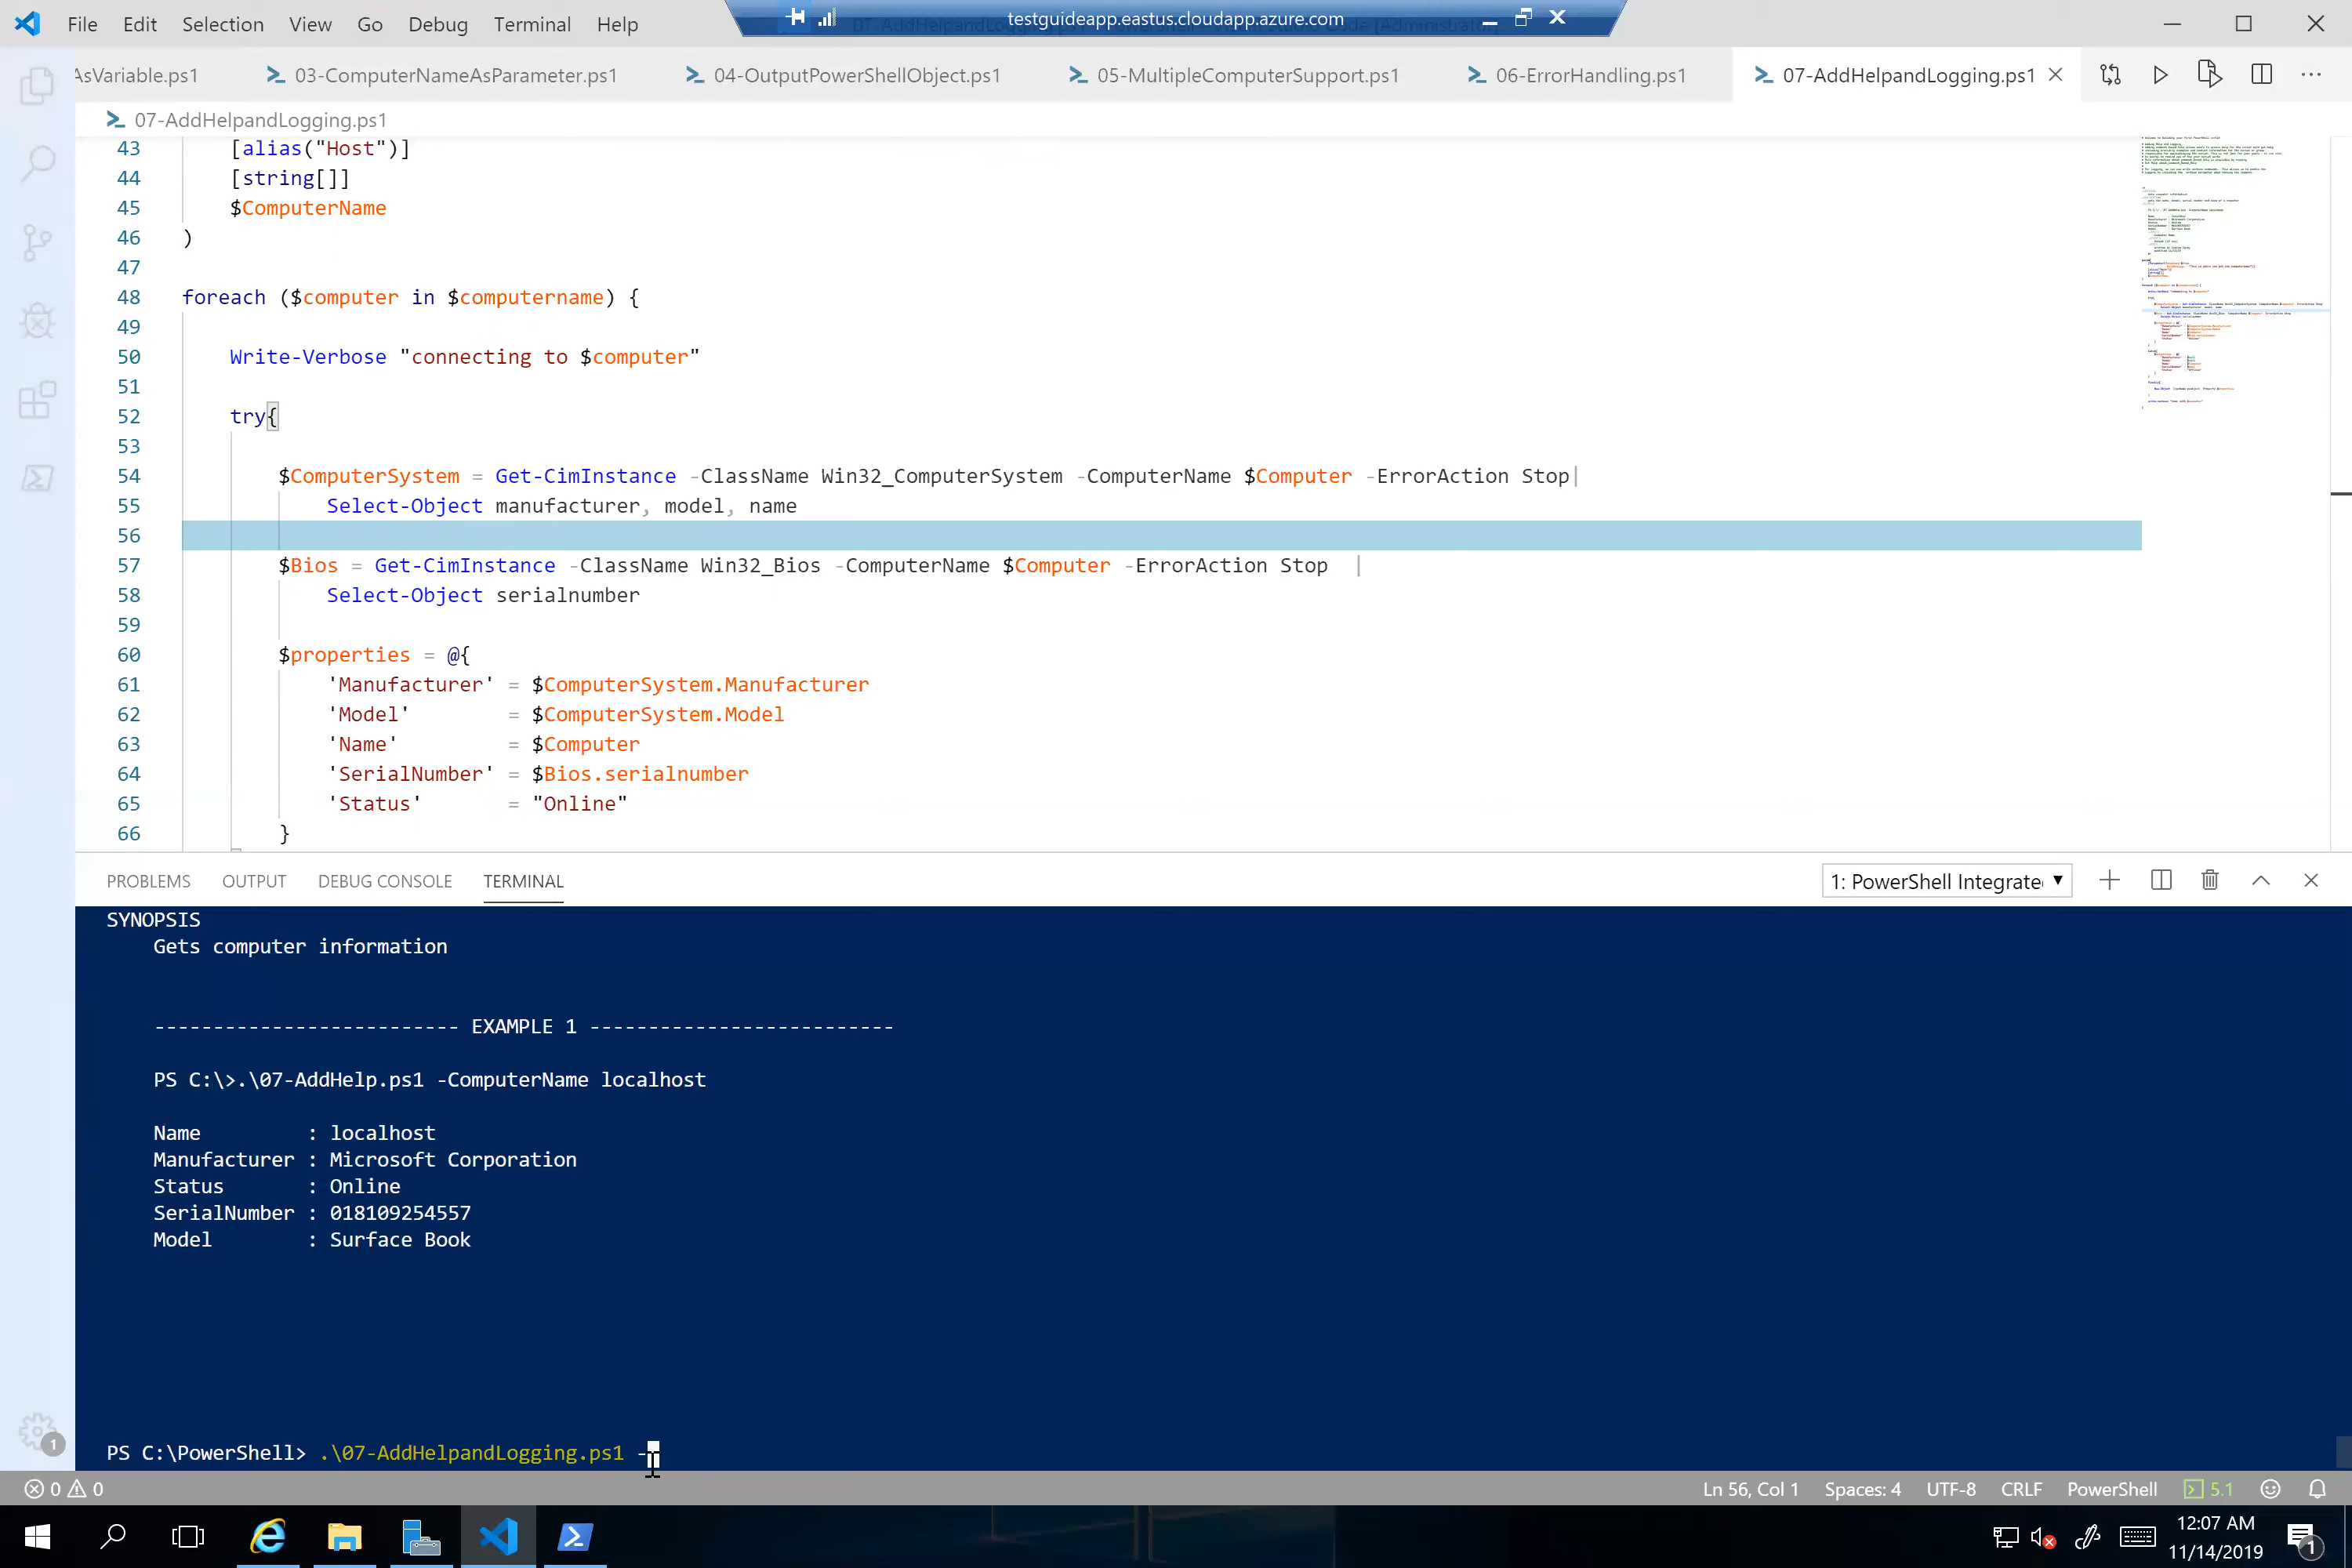 File Edit Selection View Go Debug Terminal Help
testguideapp.eastus.cloudapp.azure.com
AsVariable.ps1 03-ComputerNameAsParameter.ps1 04-OutputPowerShellObject.ps1 05-MultipleComputerSupport.ps1 06-ErrorHandling.ps1 07-AddHelpandLogging.ps1
07-AddHelpandLogging.ps1
43 [alias("Host")]
44 [string[]]
45 $ComputerName
46 )
47
48 foreach ($computer in $computername) {
49
50 Write-Verbose "connecting to $computer"
51
52 try{
53
54 $ComputerSystem = Get-CimInstance -ClassName Win32_ComputerSystem -ComputerName $Computer -ErrorAction Stop|
55 Select-Object manufacturer, model, name
56
57 $Bios = Get-CimInstance -ClassName Win32_Bios -ComputerName $Computer -ErrorAction Stop |
58 Select-Object serialnumber
59
60 $properties = @{
61 'Manufacturer' = $ComputerSystem.Manufacturer
62 'Model' = $ComputerSystem.Model
63 'Name' = $Computer
64 'SerialNumber' = $Bios.serialnumber
65 'Status' = "Online"
66 }
PROBLEMS OUTPUT DEBUG CONSOLE TERMINAL 1: PowerShell Integrate
SYNOPSIS
Gets computer information
-------------------------- EXAMPLE 1 --------------------------
PS C:\>.\07-AddHelp.ps1 -ComputerName localhost
Name : localhost
Manufacturer : Microsoft Corporation
Status : Online
SerialNumber : 018109254557
Model : Surface Book
PS C:\PowerShell> .\07-AddHelpandLogging.ps1 -
1
0 0 Ln 56, Col 1 Spaces: 4 UTF-8 CRLF PowerShell 5.1
12:07 AM
11/14/2019
1